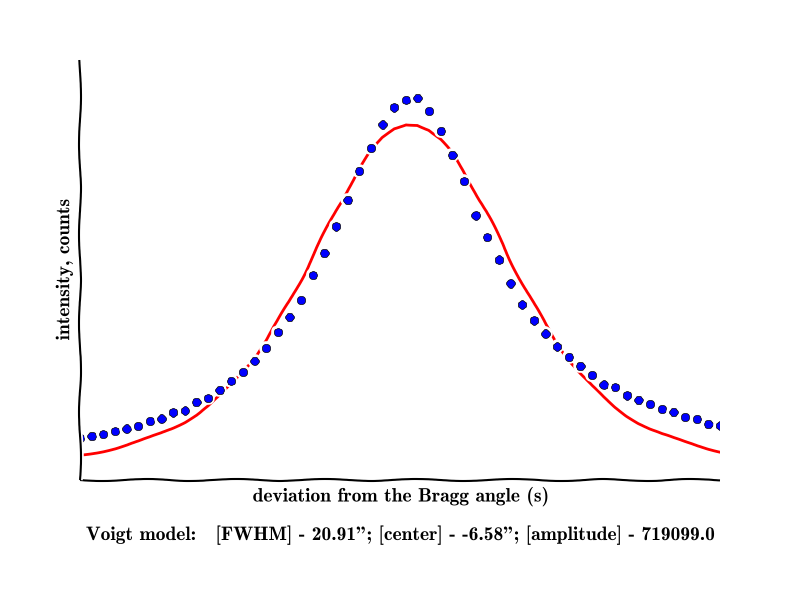 intensity, counts
deviation from the Bragg angle (s)
Voigt model: [FWHM] - 20.91”; [center] - -6.58”; [amplitude] - 719099.0